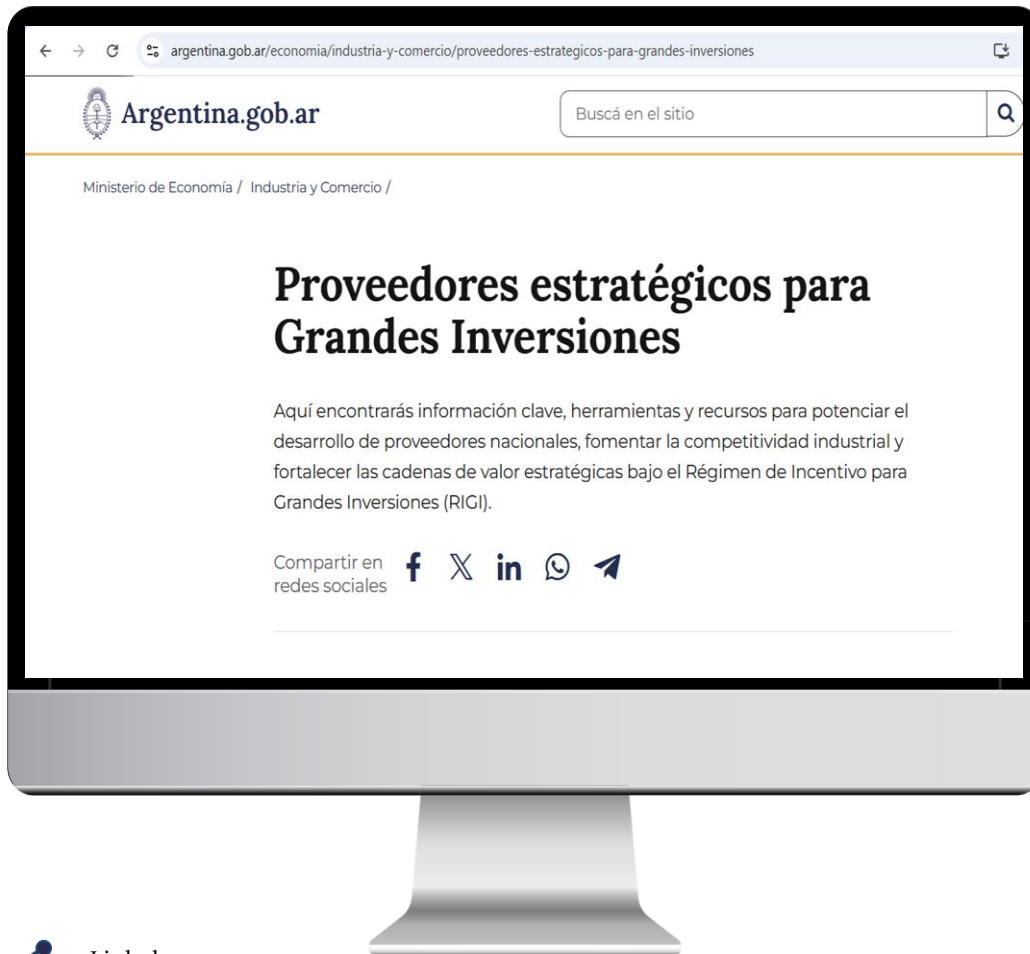 argentina.gob.ar/economia/industria-y-comercio/proveedores-estrategicos-para-grandes-inversiones
Argentina.gob.ar
Buscá en el sitio
Ministerio de Economía / Industria y Comercio /
Proveedores estratégicos para
Grandes Inversiones
Aquí encontrarás información clave, herramientas y recursos para potenciar el
desarrollo de proveedores nacionales, fomentar la competitividad industrial y
fortalecer las cadenas de valor estratégicas bajo el Régimen de Incentivo para
Grandes Inversiones (RIGI).
Compartir en
redes sociales